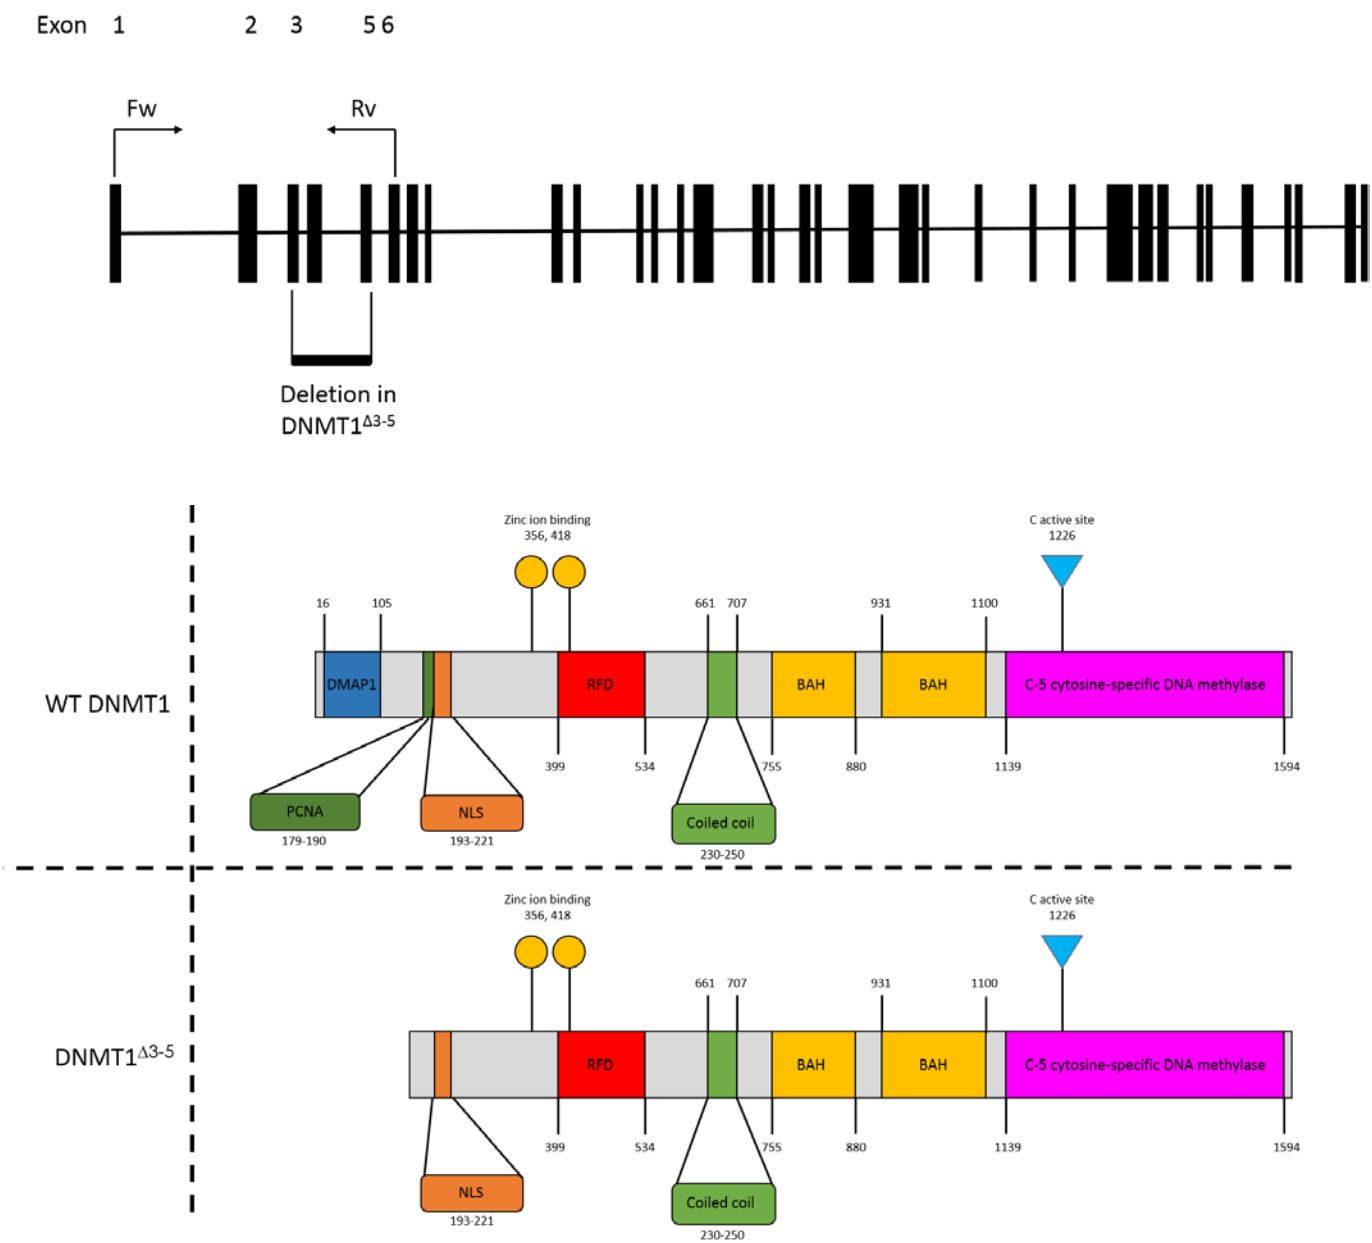 Exon 1 2 3 5 6
Fw Rv
Deletion in
DNMT1Δ3-5
Zinc ion binding
356, 418
C active site
1226
16 105 661 707 931 1100
WT DNMT1
DMAP1 RFD BAH BAH C-5 cytosine-specific DNA methylase
399 534 755 880 1139 1594
PCNA NLS Coiled coil
179-190 193-221 230-250
Zinc ion binding
356, 418
C active site
1226
661 707 931 1100
DNMT1Δ3-5
RFD BAH BAH C-5 cytosine-specific DNA methylase
399 534 755 880 1139 1594
NLS Coiled coil
193-221 230-250